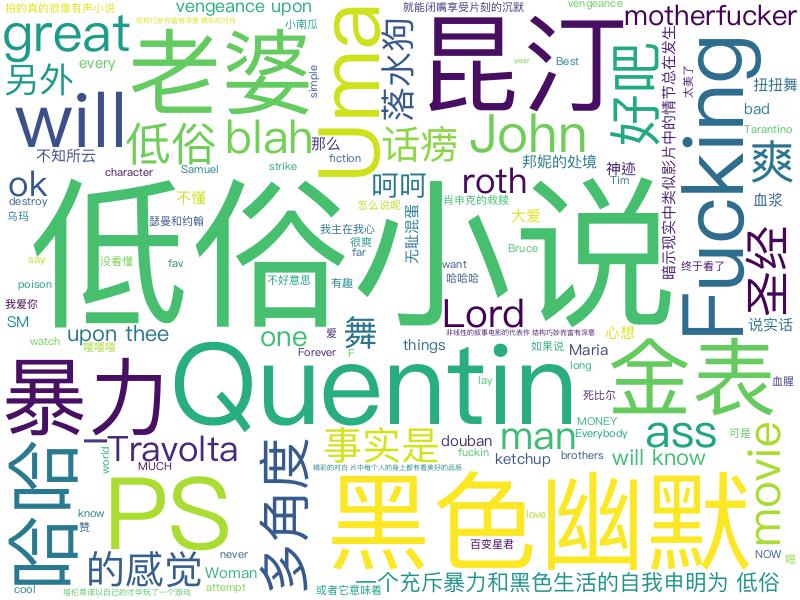 拍的真的很像有声小说
结构巧妙而富有深意 精彩的对白
vengeance upon
就能闭嘴享受片刻的沉默
vengeance
motherfucker
great
小南瓜
老婆
Uma
落水狗
昆汀
好吧
暗示现实中类似影片中的情节总在发生
太美了
Fucking
另外
every
simple
year
Best
扭扭舞
will
低俗
blah
话痨
John
bad
Tarantino
不知所云
那么
fiction
邦妮的处境
神迹
爽
character
Samuel
strike
Tim
ok
呵呵
roth
destroy
不懂
怎么说呢
肖申克的救赎
血浆
乌玛
瑟曼和约翰
无耻混蛋
大爱
低俗小说
我主在我心
圣经
say
没看懂
很爽
far
Bruce
终于看了
fav
want
poison
不好意思
有趣
哈哈哈
我爱你
SM
Lord
说实话
watch
upon thee
one
爱
舞
非线性的叙事电影的代表作 结构巧妙而富有深意
心想
嘤嘤嘤
Forever
F
things
如果说
Maria
金表
暴力
Quentin
long
lay
血腥
死比尔
一
Travolta
事实是
douban
man
MONEY
Everybody
ass
可是
movie
哈哈
world
MUCH
多角度
fuckin
ketchup
brothers
will know
精彩的对白 片中每个人的身上都有着美好的品质
PS
黑色幽默
know
赞
love
百变星君
NOW
嗯
的感觉
never
Woman
attempt
cool
塔伦蒂诺以自己的才华玩了一个游戏
或者它意味着
一个充斥暴力和黑色生活的自我申明为 低俗